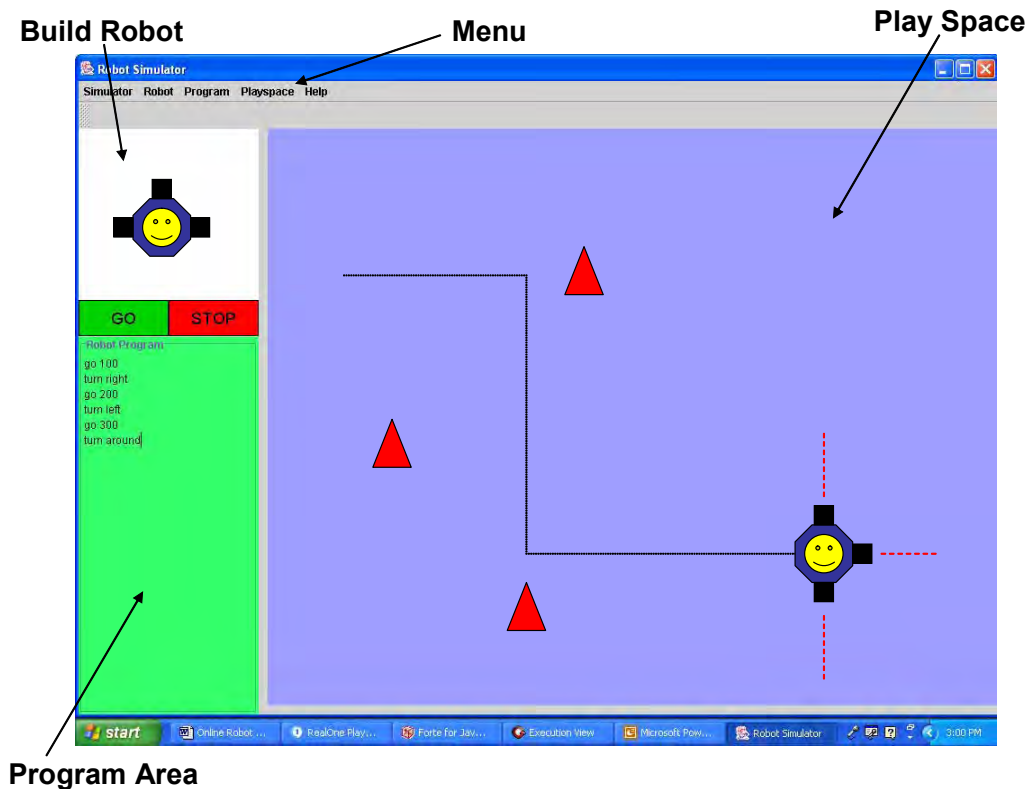 Build Robot
Menu
Play Space
Robot Simulator
Simulator Robot Program Playspace Help
GO STOP
Robot Program
go 100
turn right
go 200
turn left
go 300
turn around
start Online Robot ... RealOne Play... Forte for Jav... Execution View Microsoft Pow... Robot Simulator 3:00 PM
Program Area